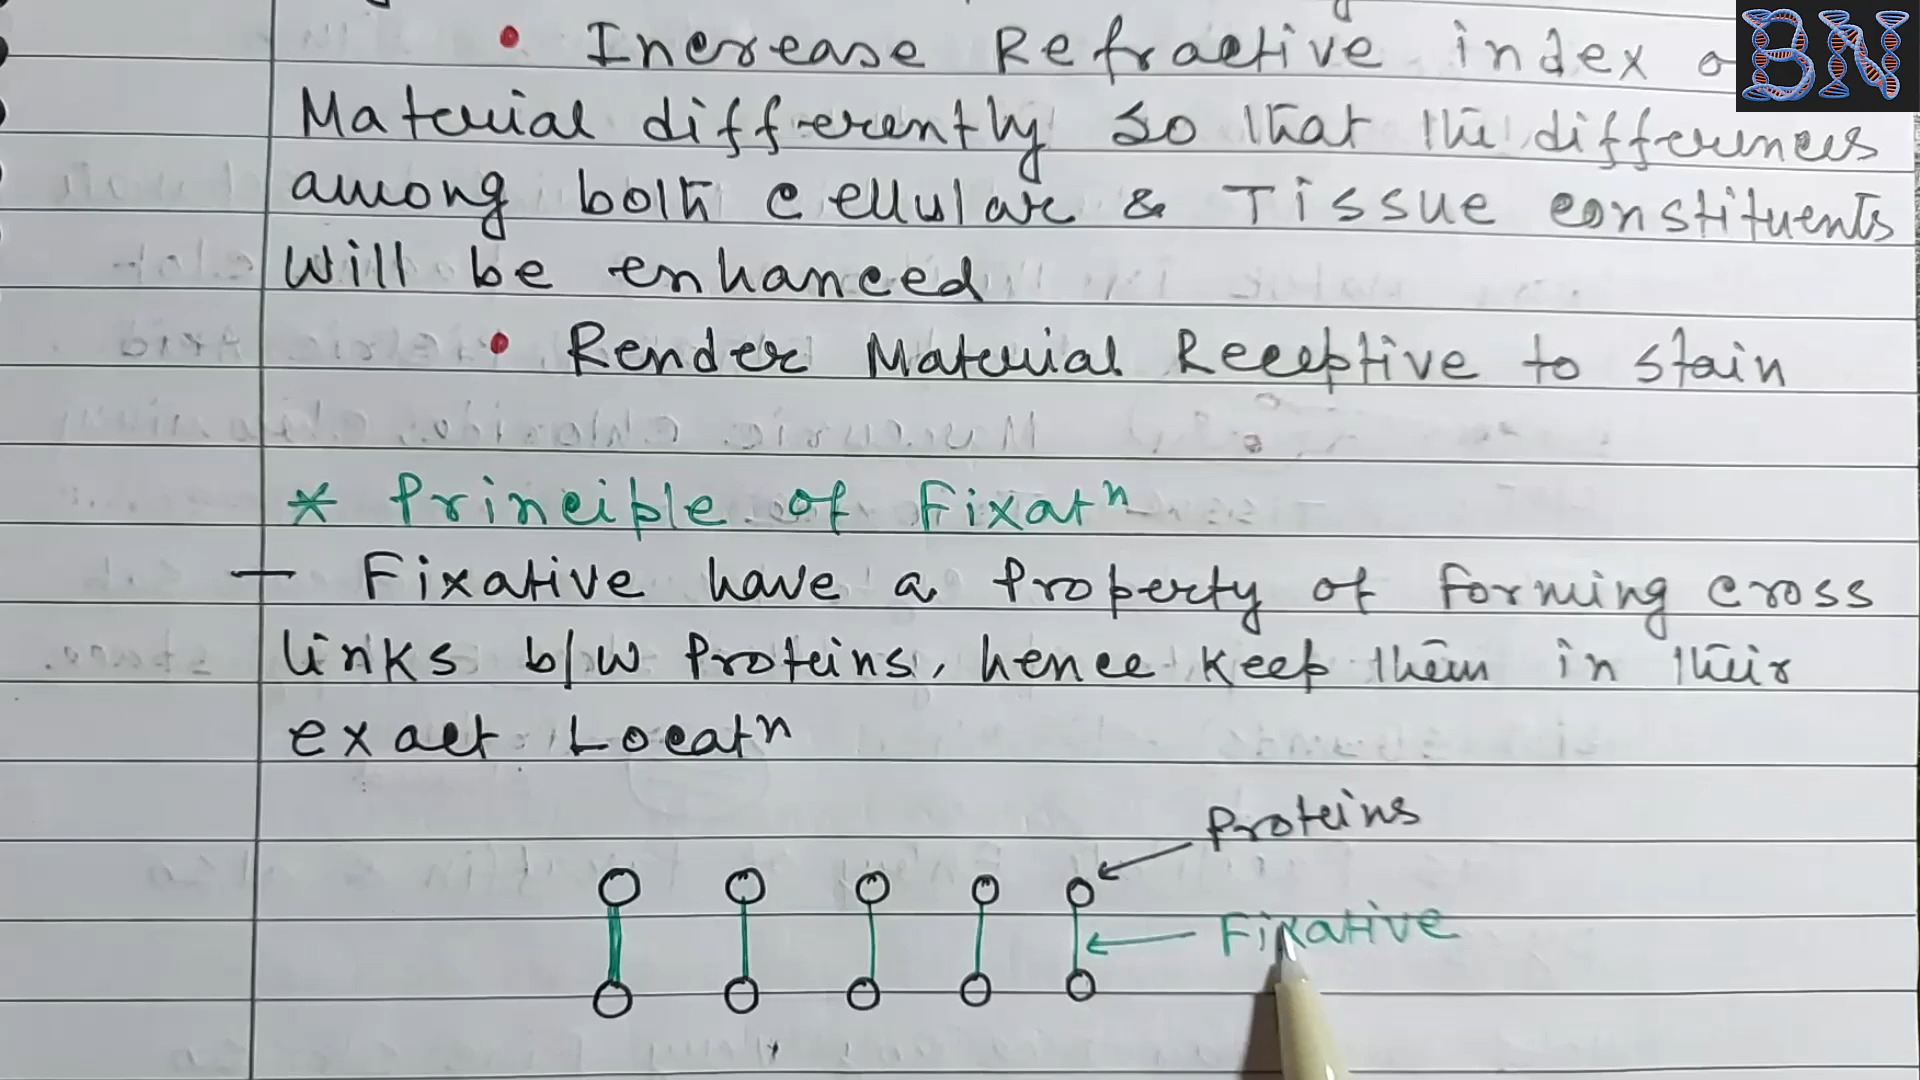 • Increase Refractive index o
Material differently so that the differences
among both cellular & Tissue constituents
Will be enhanced
• Render Material Receptive to stain
* Principle of Fixatⁿ
— Fixative have a Property of forming cross
links b/w Proteins, hence Keep them in their
exact Locatⁿ
Proteins
Fixative
BN